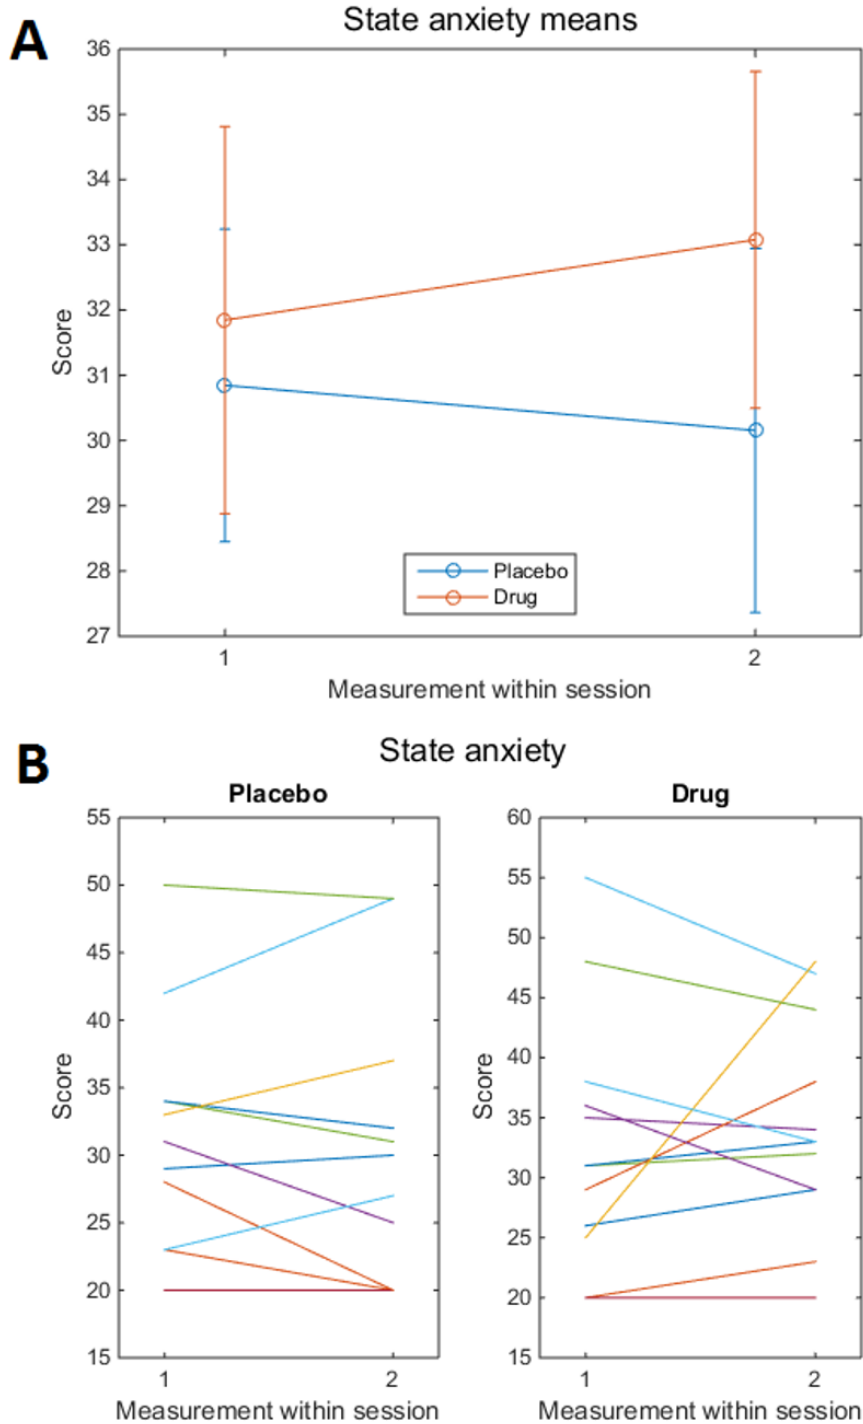 A
State anxiety means
36
35
34
33
32
31
30
29
28
27
Score
Placebo
Drug
1 2
Measurement within session
B
State anxiety
Placebo Drug
55
50
45
40
35
30
25
20
15
Score
1 2
Measurement within session
60
55
50
45
40
35
30
25
20
15
Score
1 2
Measurement within session